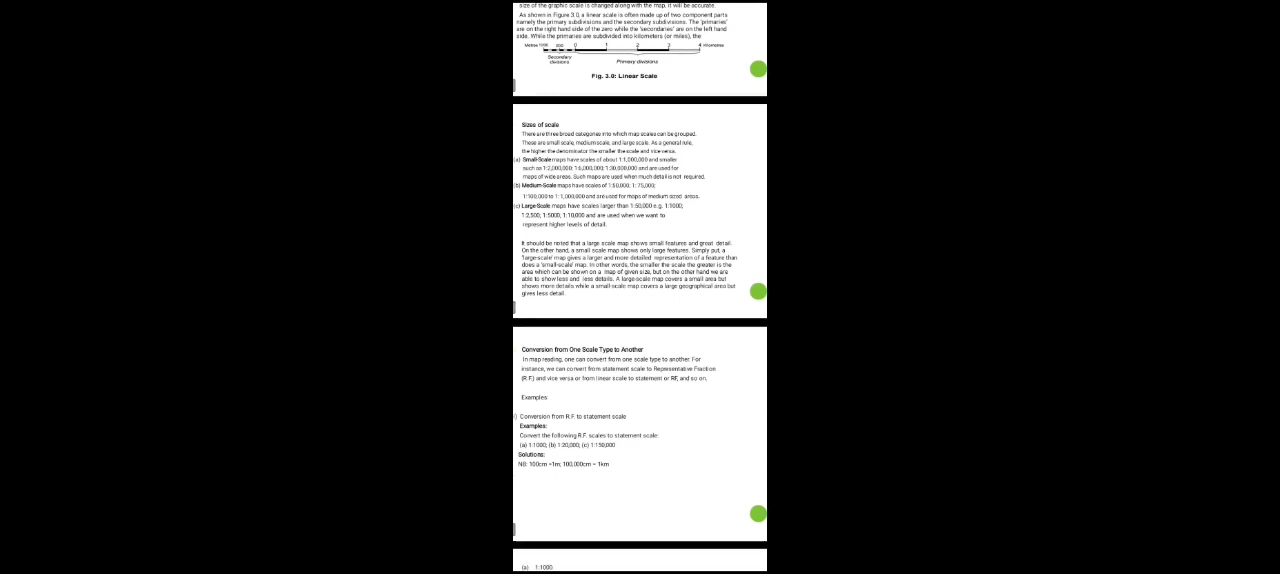 size of the graphic scale is changed along with the map, it will be accurate.
As shown in Figure 3.0, a linear scale is often made up of two component parts
namely the primary subdivisions and the secondary subdivisions. The 'primaries'
are on the right hand side of the zero while the 'secondaries' are on the left hand
side. While the primaries are subdivided into kilometers (or miles), the
Metres 1000 500 0 1 2 3 4 Kilometres
Secondary
divisions
Primary divisions
Fig. 3.0: Linear Scale
Sizes of scale
There are three broad categories into which map scales can be grouped.
These are small scale, medium scale, and large scale. As a general rule,
the higher the denominator the smaller the scale and vice versa.
(a) Small-Scale maps have scales of about 1:1,000,000 and smaller
such as 1:2,000,000; 1:6,000,000; 1:30,000,000 and are used for
maps of wide areas. Such maps are used when much detail is not required.
(b) Medium-Scale maps have scales of 1:50,000; 1: 75,000;
1:100,000 to 1: 1,000,000 and are used for maps of medium sized areas.
(c) Large-Scale maps have scales larger than 1:50,000 e.g. 1:1000;
1:2,500; 1:5000; 1:10,000 and are used when we want to
represent higher levels of detail.
It should be noted that a large scale map shows small features and great detail.
On the other hand, a small scale map shows only large features. Simply put, a
'large-scale' map gives a larger and more detailed representation of a feature than
does a 'small-scale' map. In other words, the smaller the scale the greater is the
area which can be shown on a map of given size, but on the other hand we are
able to show less and less details. A large-scale map covers a small area but
shows more details while a small-scale map covers a large geographical area but
gives less detail.
Conversion from One Scale Type to Another
In map reading, one can convert from one scale type to another. For
instance, we can convert from statement scale to Representative Fraction
(R.F.) and vice versa or from linear scale to statement or RF, and so on.
Examples:
i) Conversion from R.F. to statement scale
Examples:
Convert the following R.F. scales to statement scale:
(a) 1:1000; (b) 1:20,000; (c) 1:150,000
Solutions:
NB: 100cm =1m; 100,000cm = 1km
(a) 1:1000